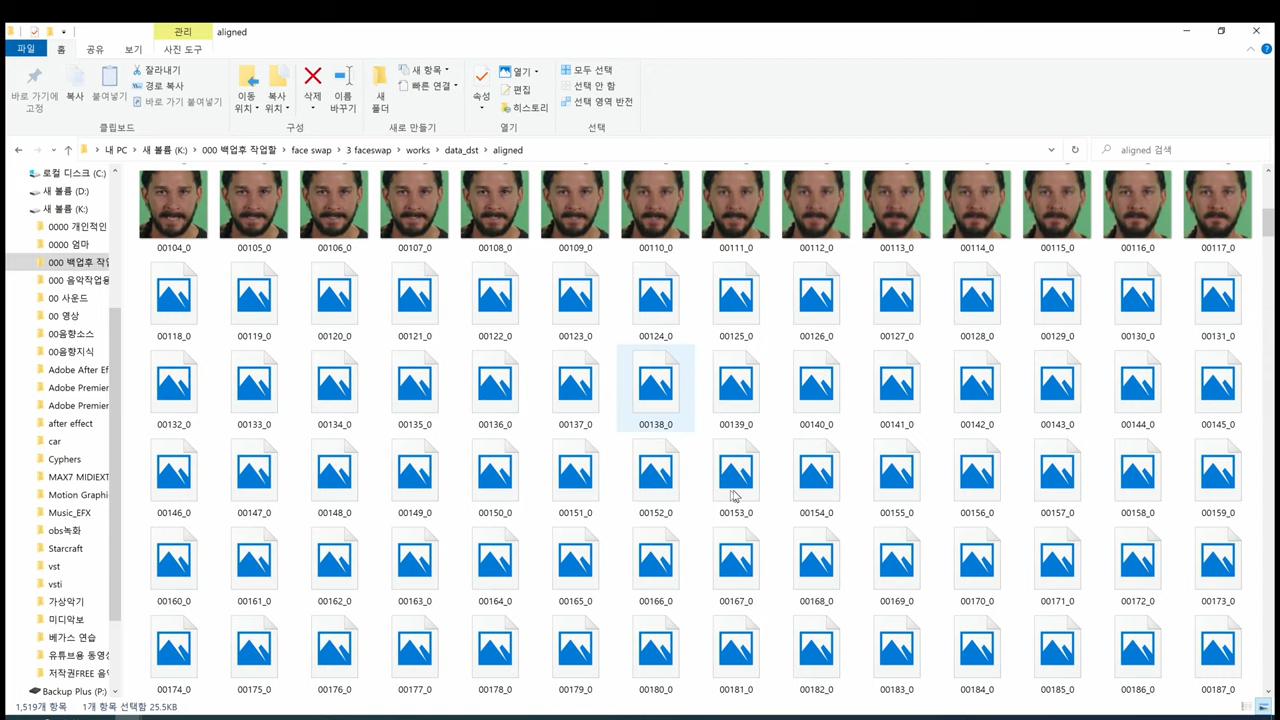 관리 aligned
파일 홈 공유 보기 사진 도구
바로 가기에 고정
복사
붙여넣기
잘라내기
경로 복사
바로 가기 붙여넣기
클립보드
이동 위치
복사 위치
삭제
이름 바꾸기
구성
새 폴더
새 항목
빠른 연결
새로 만들기
속성
열기
편집
히스토리
열기
모두 선택
선택 안 함
선택 영역 반전
선택
내 PC > 새 볼륨 (K:) > 000 백업후 작업할 > face swap > 3 faceswap > works > data_dst > aligned
aligned 검색
로컬 디스크 (C:)
새 볼륨 (D:)
새 볼륨 (K:)
0000 개인적인
0000 엄마
000 백업후 작업
000 음악작업용
00 사운드
00 영상
00음향소스
00음향지식
Adobe After Ef
Adobe Premier
Adobe Premier
after effect
car
Cyphers
MAX7 MIDIEXT
Motion Graphi
Music_EFX
obs녹화
Starcraft
vst
vsti
가상악기
미디악보
베가스 연습
유튜브용 동영상
저작권FREE 음악
Backup Plus (P:)
00104_0 00105_0 00106_0 00107_0 00108_0 00109_0 00110_0 00111_0 00112_0 00113_0 00114_0 00115_0 00116_0 00117_0
00118_0 00119_0 00120_0 00121_0 00122_0 00123_0 00124_0 00125_0 00126_0 00127_0 00128_0 00129_0 00130_0 00131_0
00132_0 00133_0 00134_0 00135_0 00136_0 00137_0 00138_0 00139_0 00140_0 00141_0 00142_0 00143_0 00144_0 00145_0
00146_0 00147_0 00148_0 00149_0 00150_0 00151_0 00152_0 00153_0 00154_0 00155_0 00156_0 00157_0 00158_0 00159_0
00160_0 00161_0 00162_0 00163_0 00164_0 00165_0 00166_0 00167_0 00168_0 00169_0 00170_0 00171_0 00172_0 00173_0
00174_0 00175_0 00176_0 00177_0 00178_0 00179_0 00180_0 00181_0 00182_0 00183_0 00184_0 00185_0 00186_0 00187_0
1,519개 항목 1개 항목 선택함 25.5KB